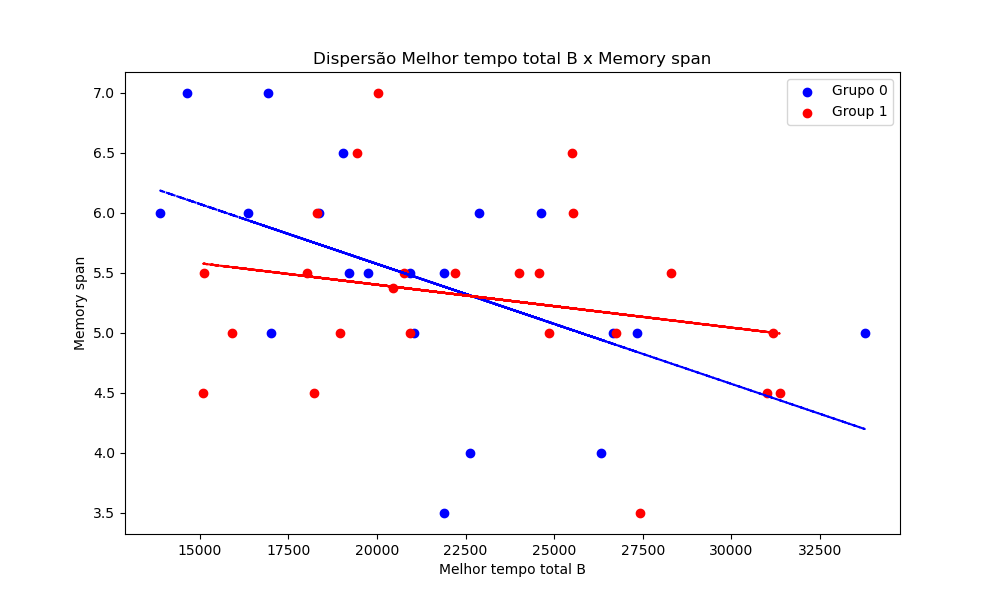 Dispersão Melhor tempo total B x Memory span
Grupo 0
Group 1
Memory span
7.0
6.5
6.0
5.5
5.0
4.5
4.0
3.5
15000 17500 20000 22500 25000 27500 30000 32500
Melhor tempo total B